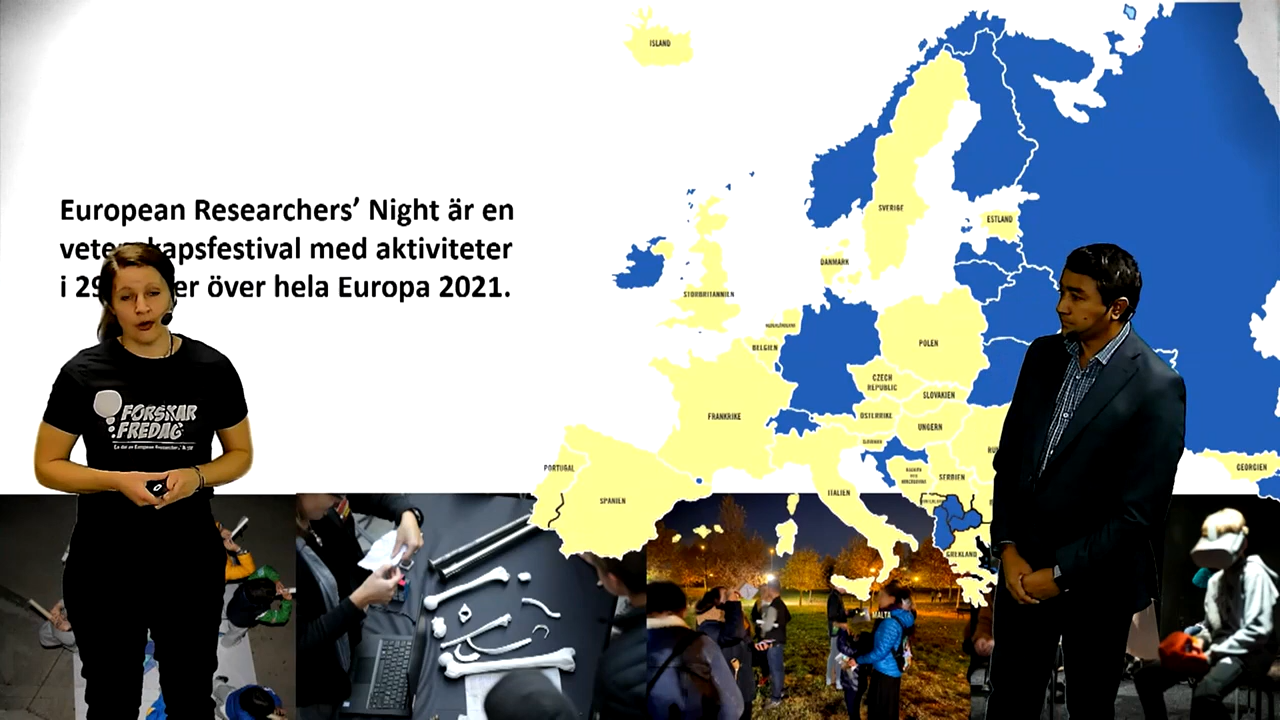 European Researchers’ Night är en
aktiviteter
festival med
i 29
över hela Europa 2021.
FORSKAR
FREDAG
ISLAND
SVERIGE
ESTLAND
DANMARK
STORBRITANNIEN
BELGIEN
POLEN
CZECH
REPUBLIC
SLOVAKIEN
FRANKRIKE
ÖSTERRIKE
UNGERN
PORTUGAL
SPANIEN
ITALIEN
SERBIEN
GEORGIEN
GREKLAND
MALTA